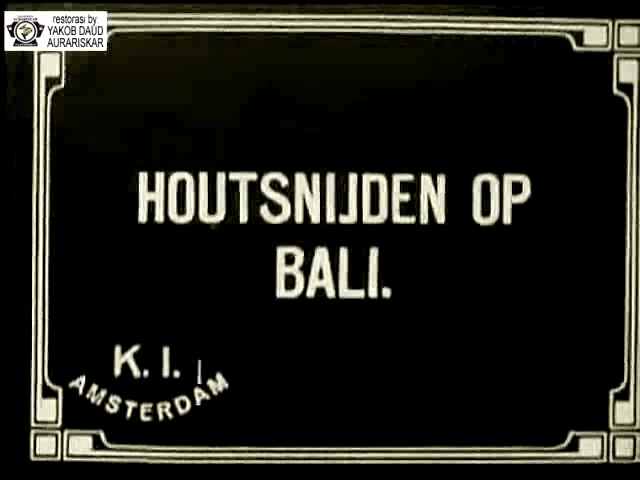 restorasi by
YAKOB DAUD
AURARISKAR
HOUTSNIJDEN OP
BALI.
K. I.
AMSTERDAM